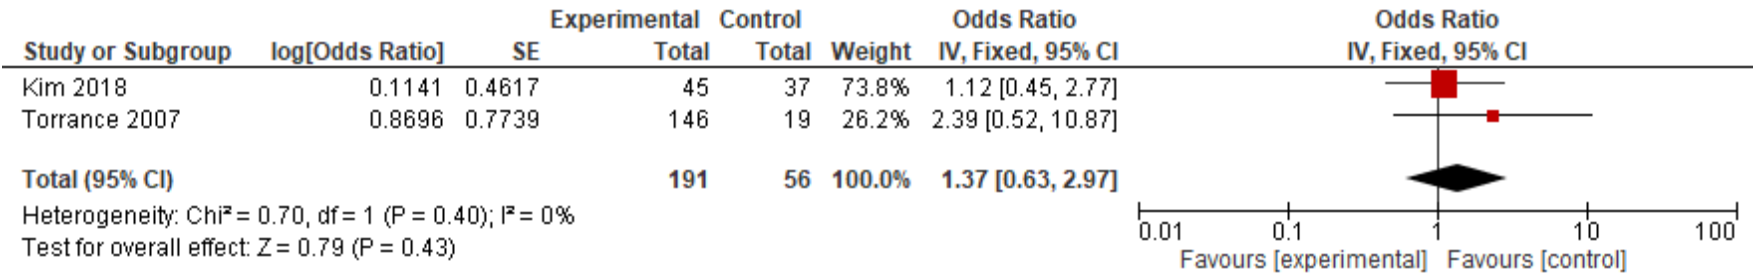 Experimental Control Odds Ratio Odds Ratio
Study or Subgroup log[Odds Ratio] SE Total Total Weight IV, Fixed, 95% CI IV, Fixed, 95% CI
Kim 2018 0.1141 0.4617 45 37 73.8% 1.12 [0.45, 2.77]
Torrance 2007 0.8696 0.7739 146 19 26.2% 2.39 [0.52, 10.87]
Total (95% CI) 191 56 100.0% 1.37 [0.63, 2.97]
Heterogeneity: Chi² = 0.70, df = 1 (P = 0.40); I² = 0%
Test for overall effect: Z = 0.79 (P = 0.43)
0.01 0.1 1 10 100
Favours [experimental] Favours [control]